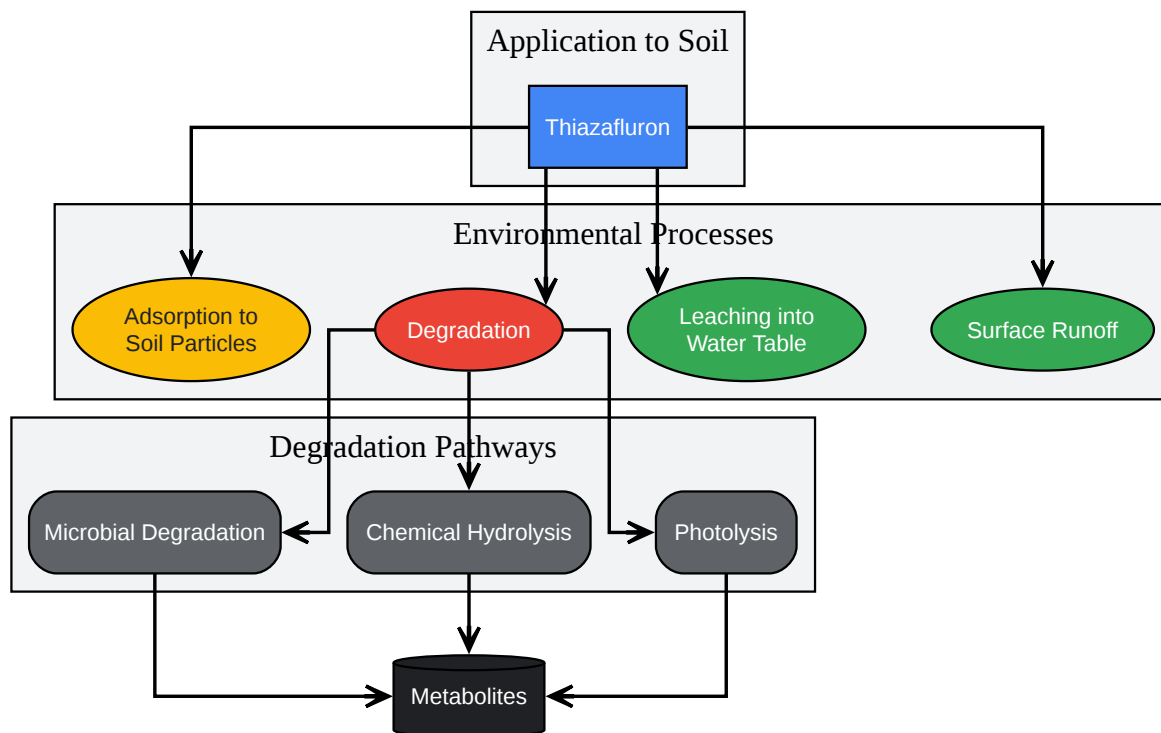 Application to Soil
Thiazafluron
Environmental Processes
Adsorption to
Soil Particles
Degradation
Leaching into
Water Table
Surface Runoff
Degradation Pathways
Microbial Degradation
Chemical Hydrolysis
Photolysis
Metabolites